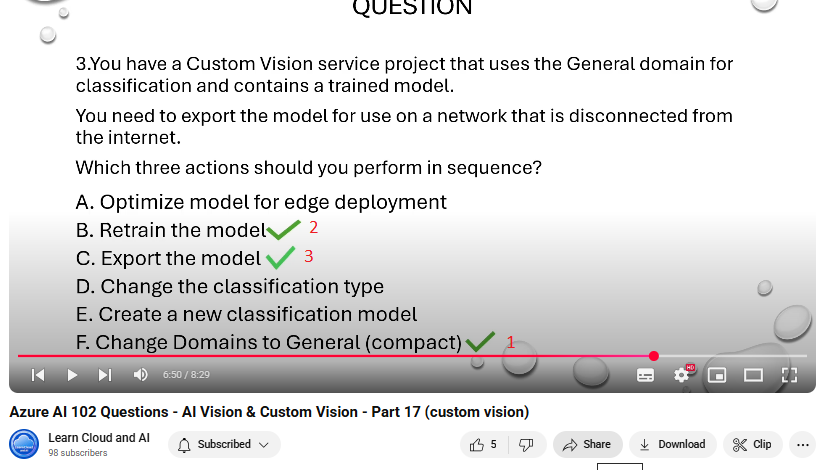 QUESTION
3.You have a Custom Vision service project that uses the General domain for
classification and contains a trained model.
You need to export the model for use on a network that is disconnected from
the internet.
Which three actions should you perform in sequence?
A. Optimize model for edge deployment
B. Retrain the model 2
C. Export the model 3
D. Change the classification type
E. Create a new classification model
F. Change Domains to General (compact) 1
6:50 / 8:29
HD
Azure AI 102 Questions - AI Vision & Custom Vision - Part 17 (custom vision)
Learn Cloud and AI
98 subscribers
Subscribed
5
Share
Download
Clip